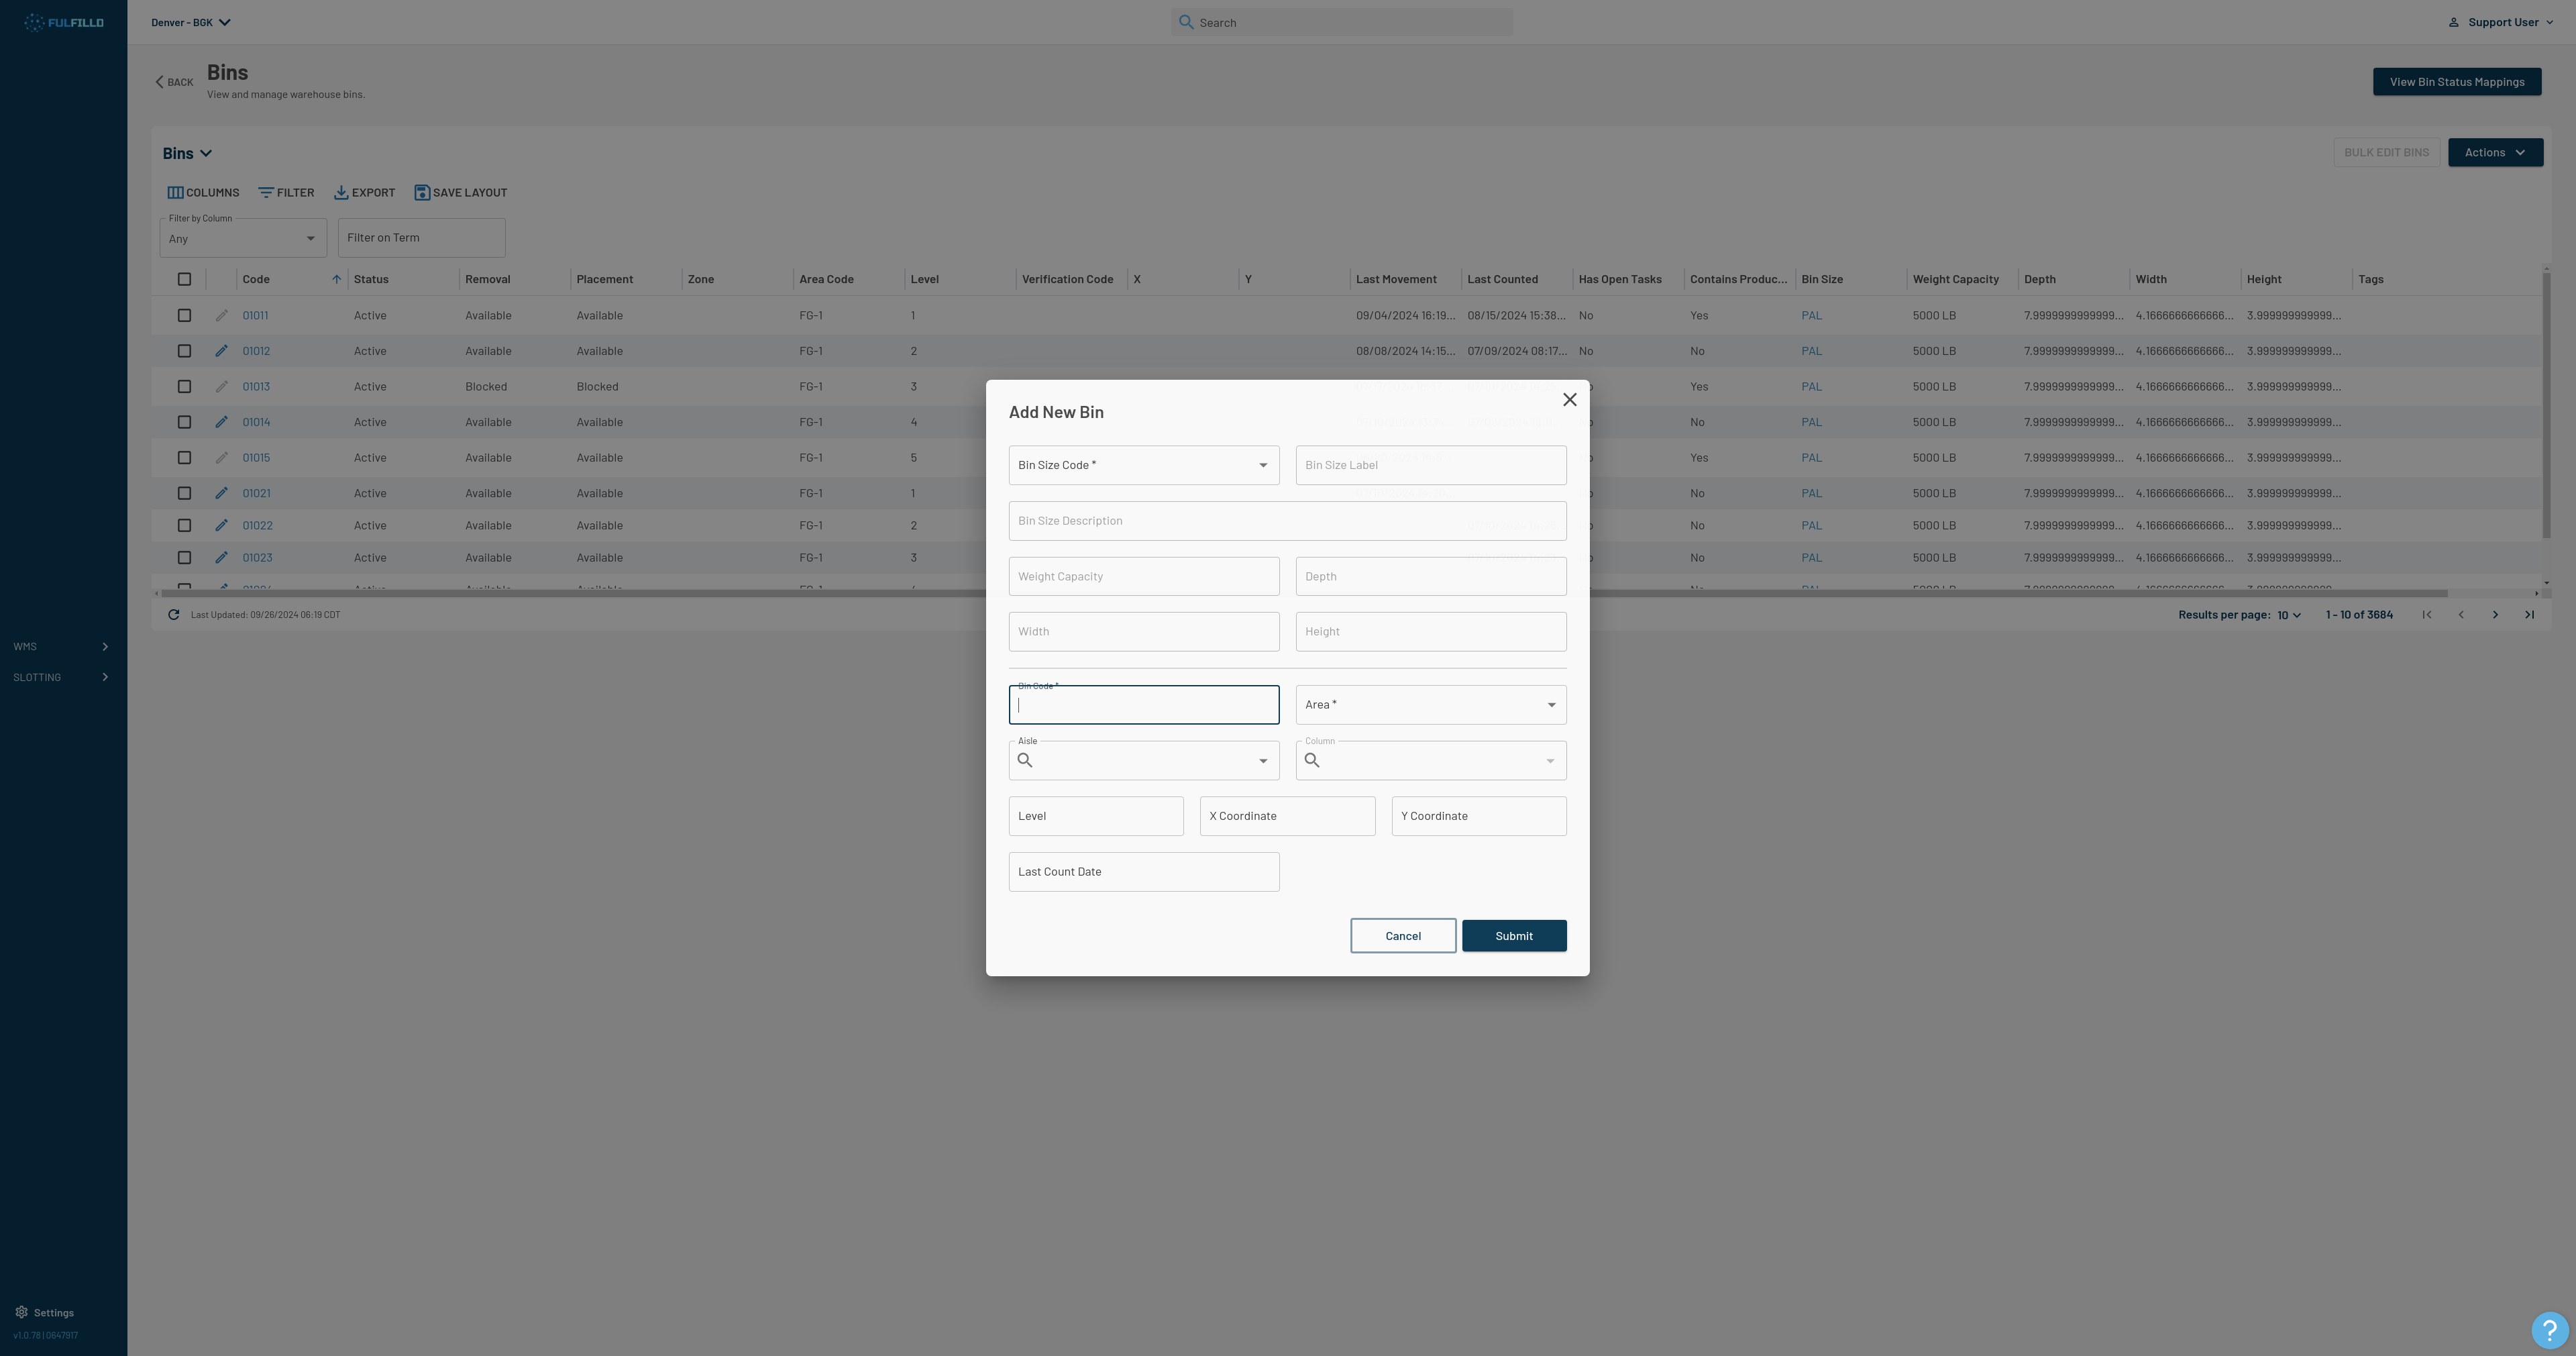 FULFILLD
Denver - BGK
Search
Support User
BACK
Bins
View and manage warehouse bins.
View Bin Status Mappings
Bins
BULK EDIT BINS
Actions
COLUMNS FILTER EXPORT SAVE LAYOUT
Filter by Column
Any
Filter on Term
Code Status Removal Placement Zone Area Code Level Verification Code X Y Last Movement Last Counted Has Open Tasks Contains Produc... Bin Size Weight Capacity Depth Width Height Tags
01011 Active Available Available FG-1 1 09/04/2024 16:19... 08/15/2024 15:38... No Yes PAL 5000 LB 7.9999999999999... 4.1666666666666... 3.999999999999...
01012 Active Available Available FG-1 2 08/08/2024 14:15... 07/09/2024 08:17... No No PAL 5000 LB 7.9999999999999... 4.1666666666666... 3.999999999999...
01013 Active Blocked Blocked FG-1 3 Yes PAL 5000 LB 7.9999999999999... 4.1666666666666... 3.999999999999...
01014 Active Available Available FG-1 4 No PAL 5000 LB 7.9999999999999... 4.1666666666666... 3.999999999999...
01015 Active Available Available FG-1 5 Yes PAL 5000 LB 7.9999999999999... 4.1666666666666... 3.999999999999...
01021 Active Available Available FG-1 1 No PAL 5000 LB 7.9999999999999... 4.1666666666666... 3.999999999999...
01022 Active Available Available FG-1 2 No PAL 5000 LB 7.9999999999999... 4.1666666666666... 3.999999999999...
01023 Active Available Available FG-1 3 No PAL 5000 LB 7.9999999999999... 4.1666666666666... 3.999999999999...
Last Updated: 09/26/2024 06:19 CDT
Results per page: 10 1 - 10 of 3684
Add New Bin
Bin Size Code *
Bin Size Label
Bin Size Description
Weight Capacity
Depth
Width
Height
Bin Code *
Area *
Aisle
Column
Level
X Coordinate
Y Coordinate
Last Count Date
Cancel
Submit
WMS
SLOTTING
Settings
v1.0.78 | 0647917
?